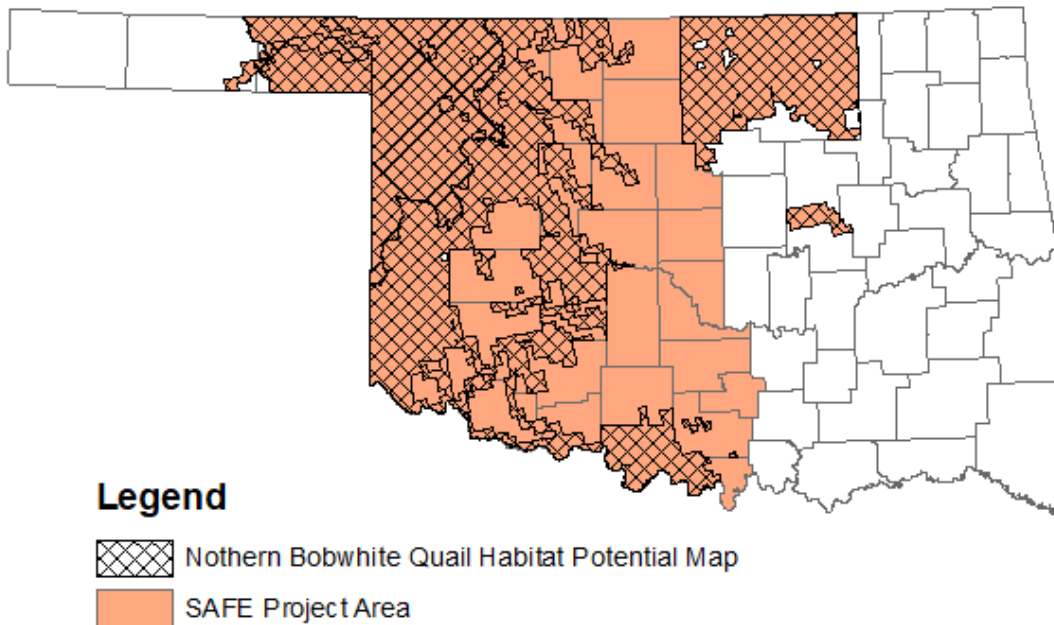 Legend
Nothern Bobwhite Quail Habitat Potential Map
SAFE Project Area